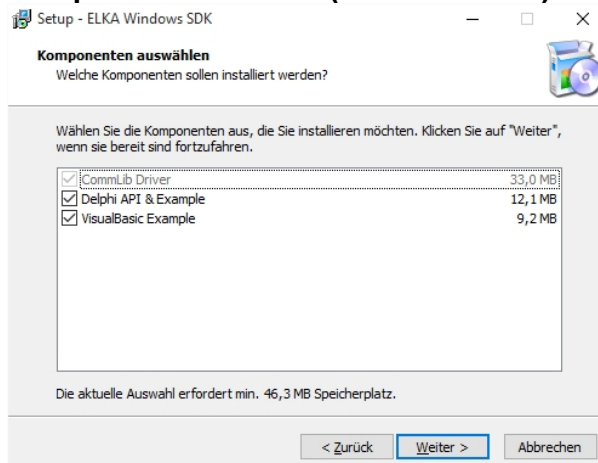 Setup - ELKA Windows SDK
Komponenten auswählen
Welche Komponenten sollen installiert werden?
Wählen Sie die Komponenten aus, die Sie installieren möchten. Klicken Sie auf "Weiter",
wenn sie bereit sind fortzufahren.
CommLib Driver 33,0 MB
Delphi API & Example 12,1 MB
VisualBasic Example 9,2 MB
Die aktuelle Auswahl erfordert min. 46,3 MB Speicherplatz.
< Zurück Weiter > Abbrechen